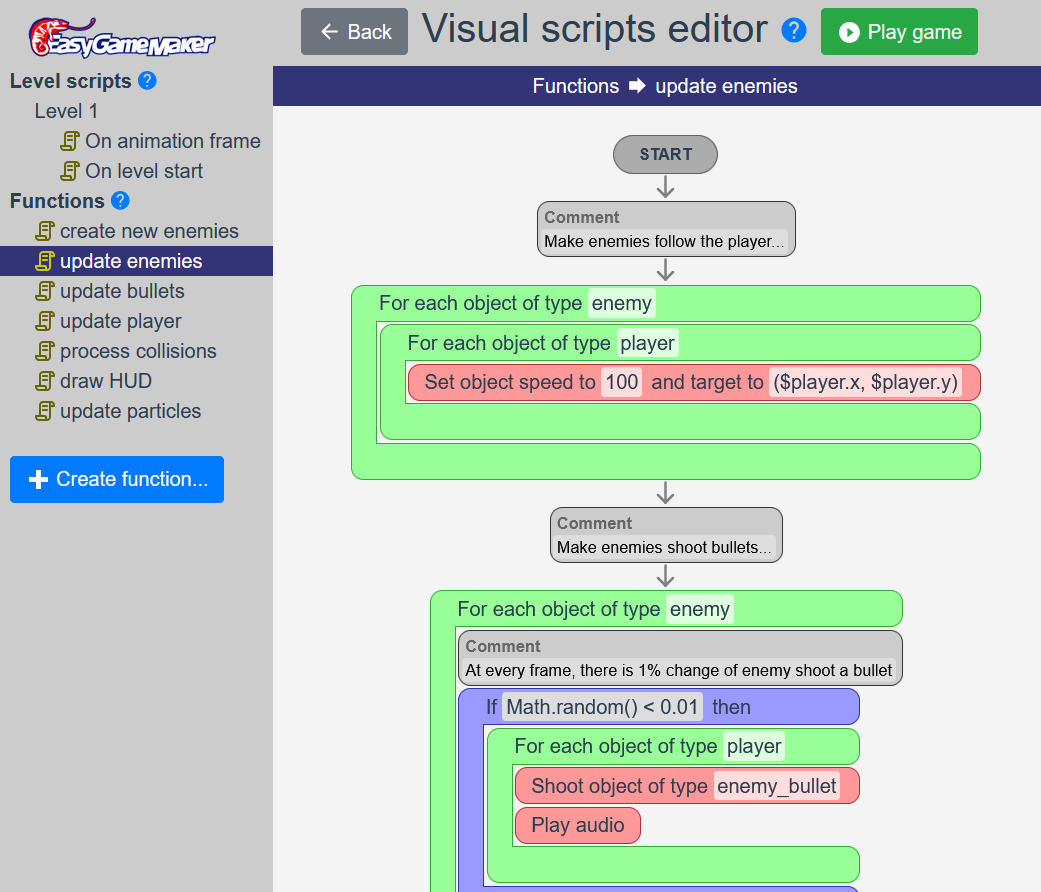 EasyGameMaker
Back
Visual scripts editor ?
Play game
Level scripts ?
Level 1
On animation frame
On level start
Functions ?
create new enemies
update enemies
update bullets
update player
process collisions
draw HUD
update particles
Create function...
Functions update enemies
START
Comment
Make enemies follow the player...
For each object of type enemy
For each object of type player
Set object speed to 100 and target to ($player.x, $player.y)
Comment
Make enemies shoot bullets...
For each object of type enemy
Comment
At every frame, there is 1% change of enemy shoot a bullet
If Math.random() < 0.01 then
For each object of type player
Shoot object of type enemy_bullet
Play audio